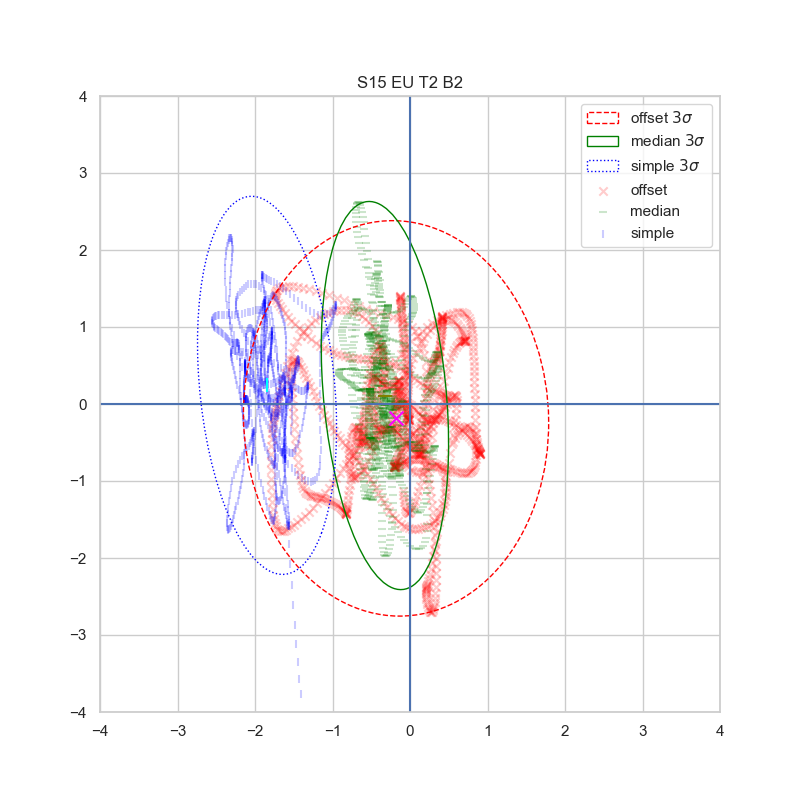 S15 EU T2 B2
offset 3σ
median 3σ
simple 3σ
offset
median
simple
4
3
2
1
0
−1
−2
−3
−4
−4 −3 −2 −1 0 1 2 3 4